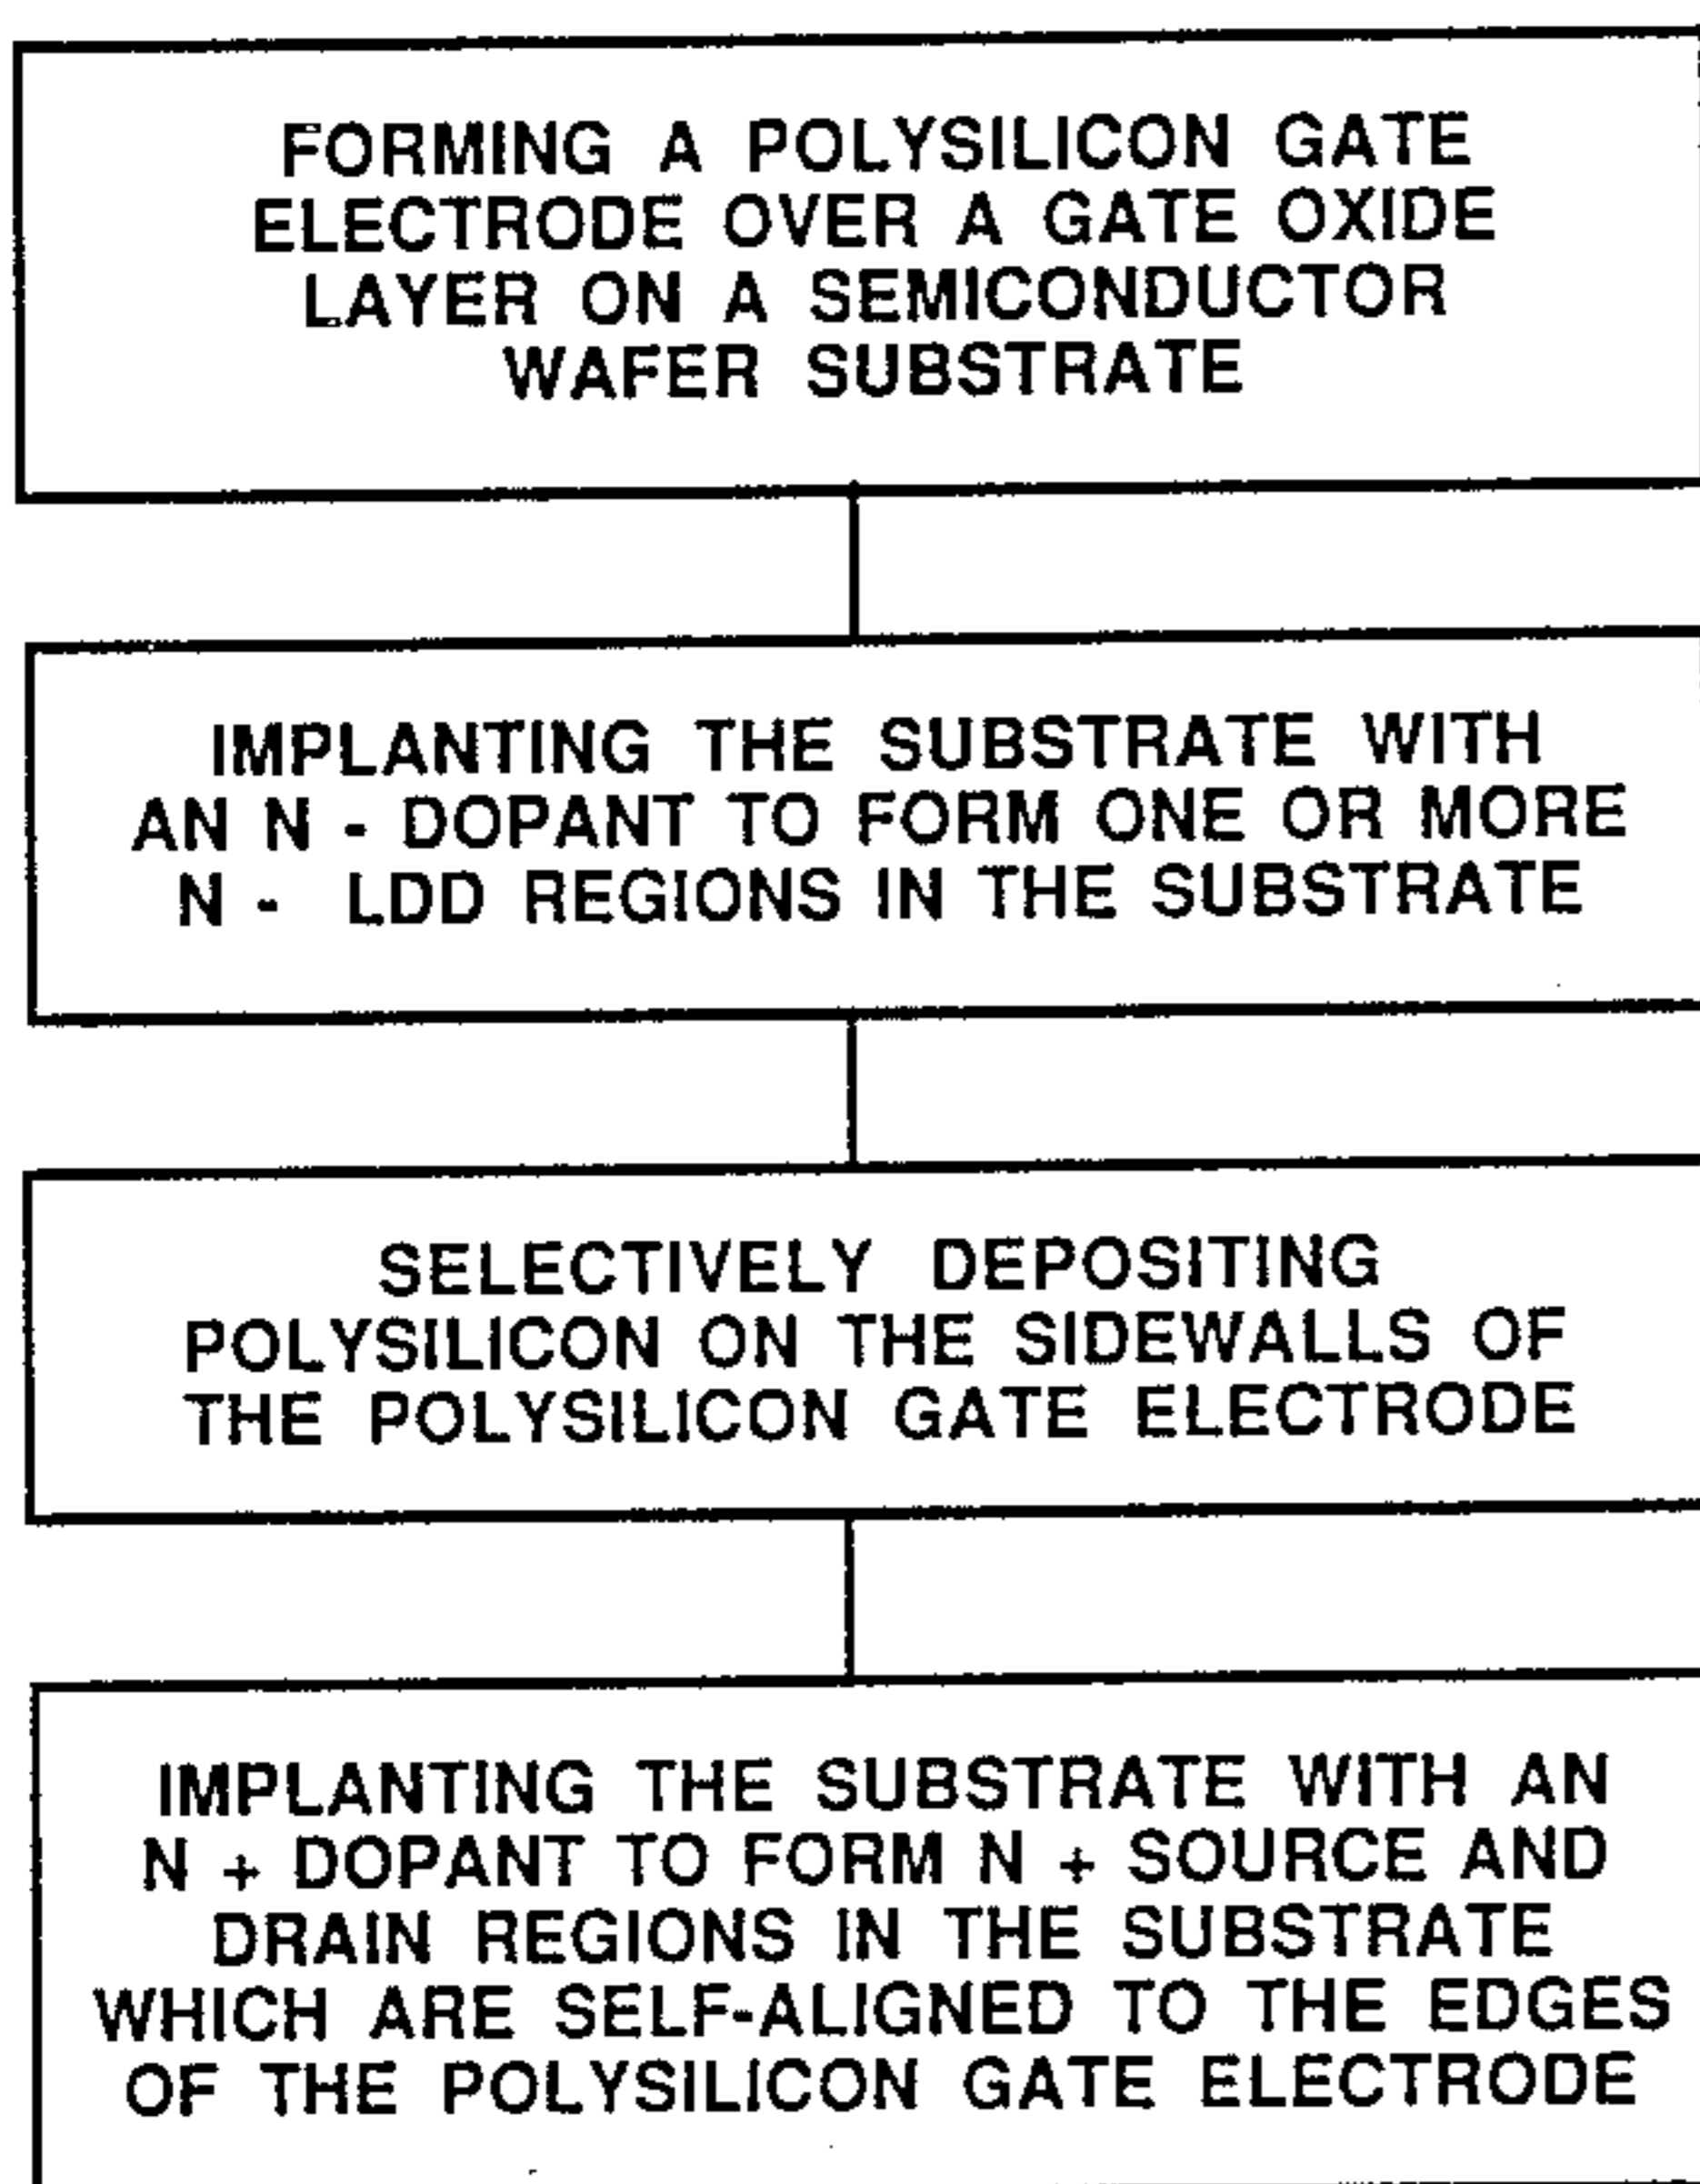 FORMING A POLYSILICON GATE
ELECTRODE OVER A GATE OXIDE
LAYER ON A SEMICONDUCTOR
WAFER SUBSTRATE
IMPLANTING THE SUBSTRATE WITH
AN N - DOPANT TO FORM ONE OR MORE
N - LDD REGIONS IN THE SUBSTRATE
SELECTIVELY DEPOSITING
POLYSILICON ON THE SIDEWALLS OF
THE POLYSILICON GATE ELECTRODE
IMPLANTING THE SUBSTRATE WITH AN
N + DOPANT TO FORM N + SOURCE AND
DRAIN REGIONS IN THE SUBSTRATE
WHICH ARE SELF-ALIGNED TO THE EDGES
OF THE POLYSILICON GATE ELECTRODE